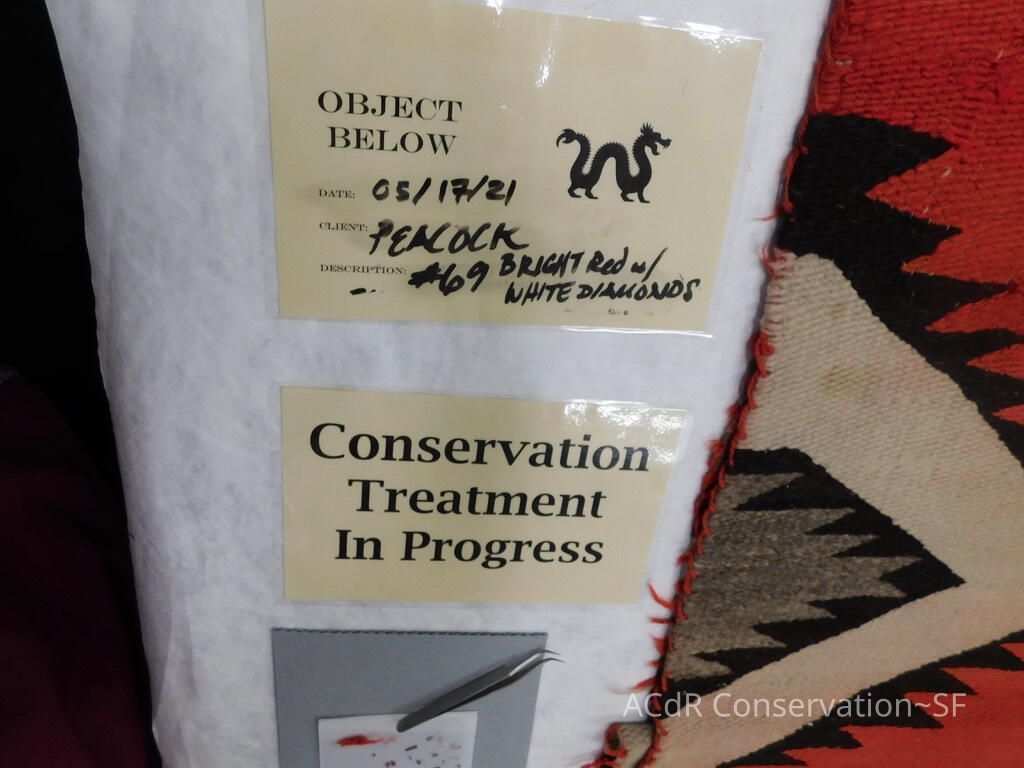 OBJECT
BELOW
DATE: 05/17/21
CLIENT: PEACOCK
DESCRIPTION: #69 BRIGHT Red w/
WHITE DIAMONDS
Conservation
Treatment
In Progress
ACdR Conservation~SF